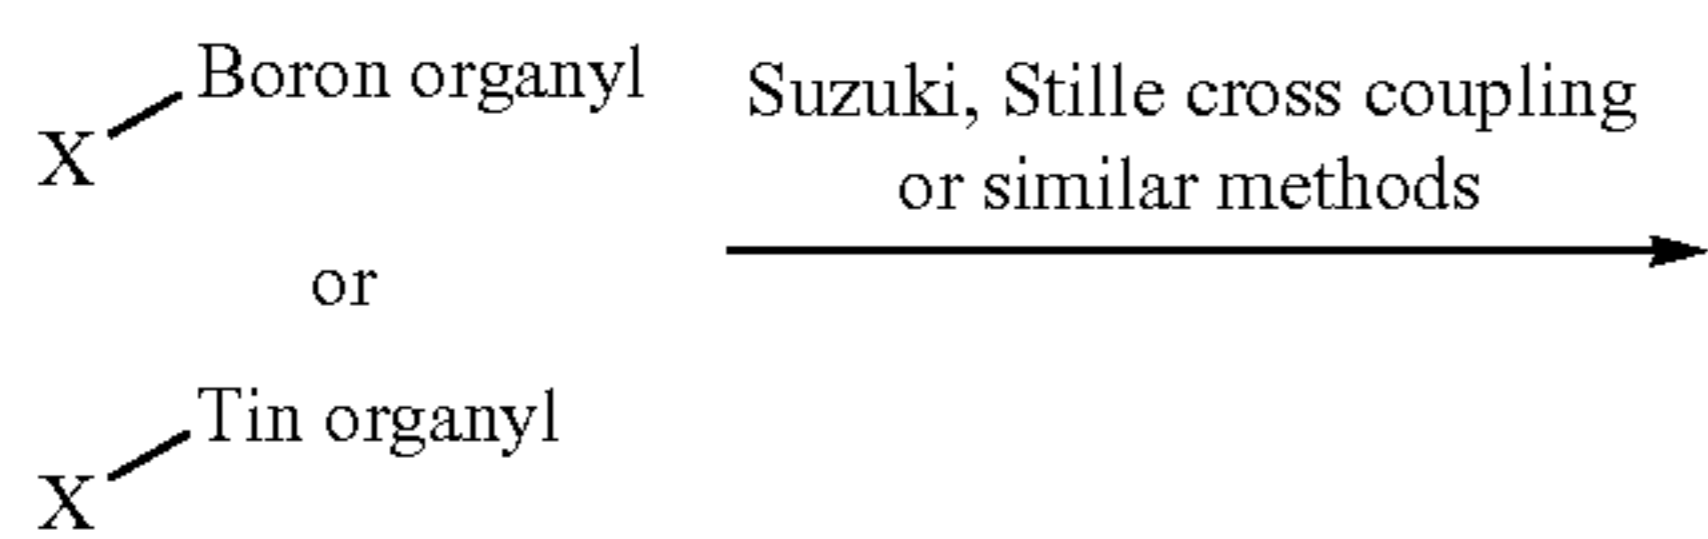 Boron organyl
X
or
Tin organyl
X
Suzuki, Stille cross coupling
or similar methods